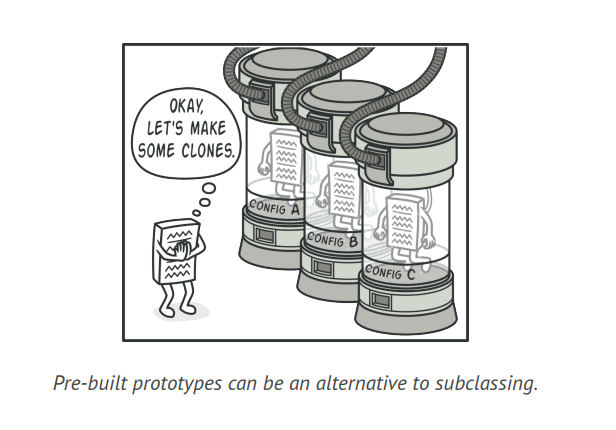 OKAY,
LET'S MAKE
SOME CLONES.
CONFIG A
CONFIG B
CONFIG C
Pre-built prototypes can be an alternative to subclassing.